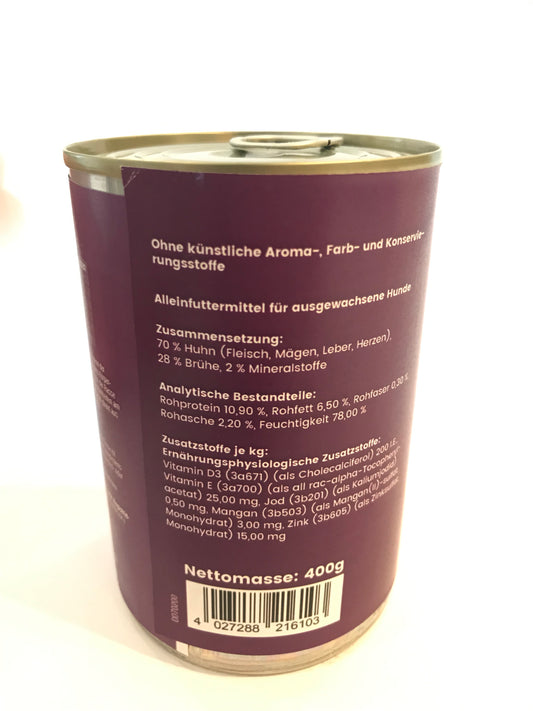 Ohne künstliche Aroma-, Farb- und Konservie-
rungsstoffe
Alleinfuttermittel für ausgewachsene Hunde
Zusammensetzung:
70 % Huhn (Fleisch, Mägen, Leber, Herzen),
28 % Brühe, 2 % Mineralstoffe
Analytische Bestandteile:
Rohprotein 10,90 %, Rohfett 6,50 %, Rohfaser 0,30 %,
Rohasche 2,20 %, Feuchtigkeit 78,00 %
Zusatzstoffe je kg:
Ernährungsphysiologische Zusatzstoffe:
Vitamin D3 (3a671) (als Cholecalciferol) 200 I.E.,
Vitamin E (3a700) (als all rac-alpha-tocopheryl-
acetat) 25,00 mg, Jod (3b201) (als Kaliumjodid)
0,50 mg, Mangan (3b503) (als Mangan(II)-sulfat,
Monohydrat) 3,00 mg, Zink (3b605) (als Zinksulfat,
Monohydrat) 15,00 mg
Nettomasse: 400g
4 027288 216103